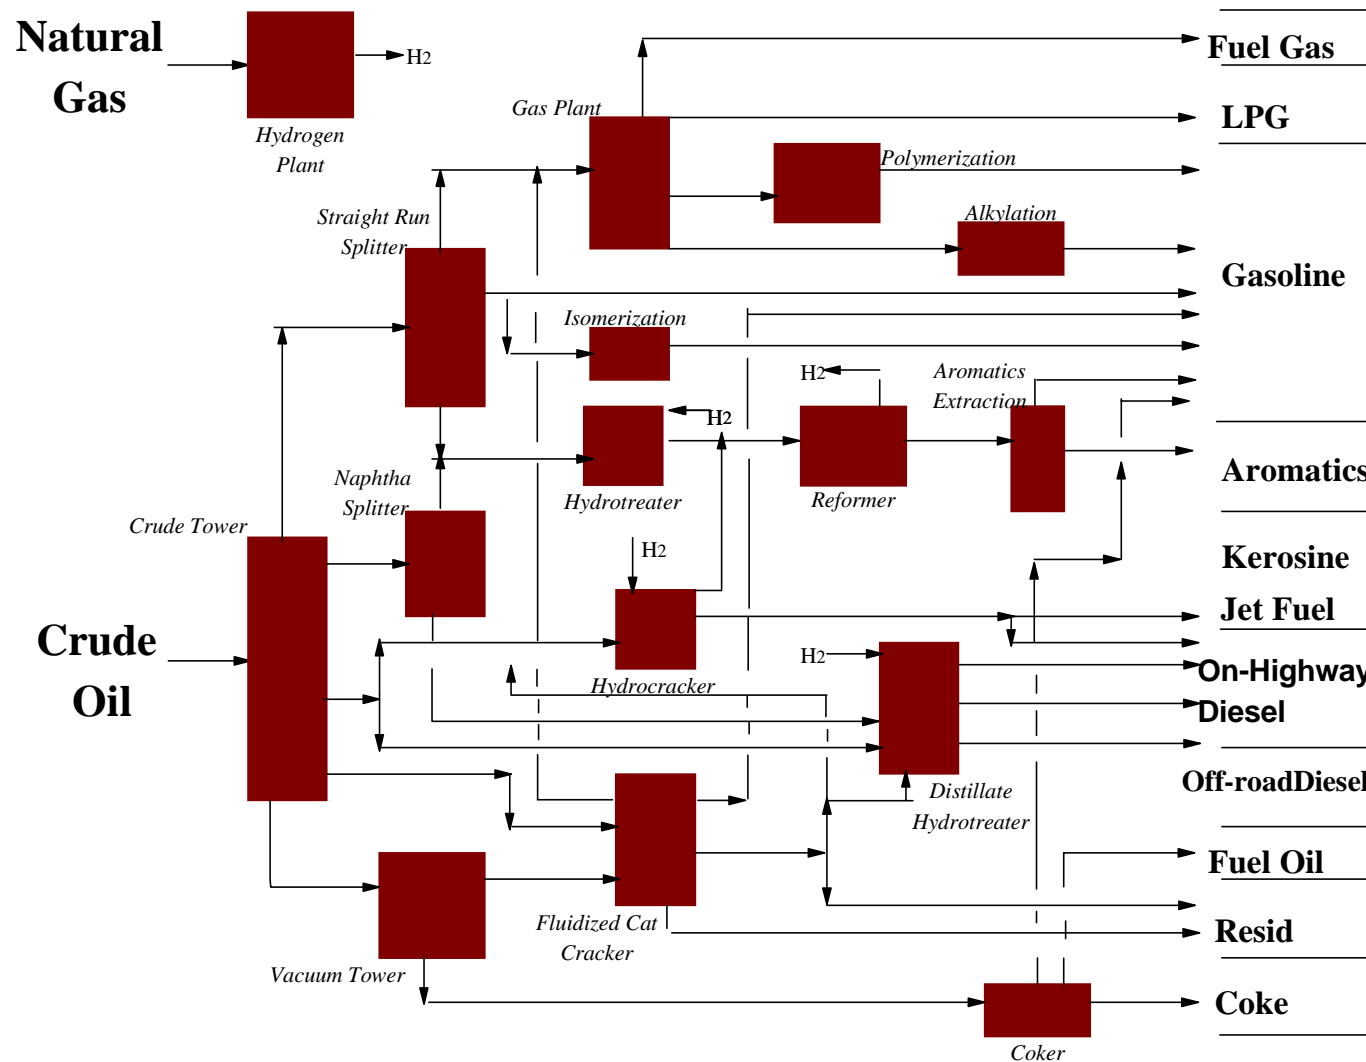 Natural
Gas
H2
Hydrogen
Plant
Gas Plant
Fuel Gas
LPG
Polymerization
Straight Run
Splitter
Alkylation
Gasoline
Isomerization
H2
Aromatics
Extraction
H2
Naphtha
Splitter
Hydrotreater
Reformer
Aromatics
Crude Tower
H2
Kerosine
Jet Fuel
Crude
Oil
H2
Hydrocracker
On-Highway
Diesel
Off-roadDiesel
Distillate
Hydrotreater
Fuel Oil
Fluidized Cat
Cracker
Resid
Vacuum Tower
Coke
Coker